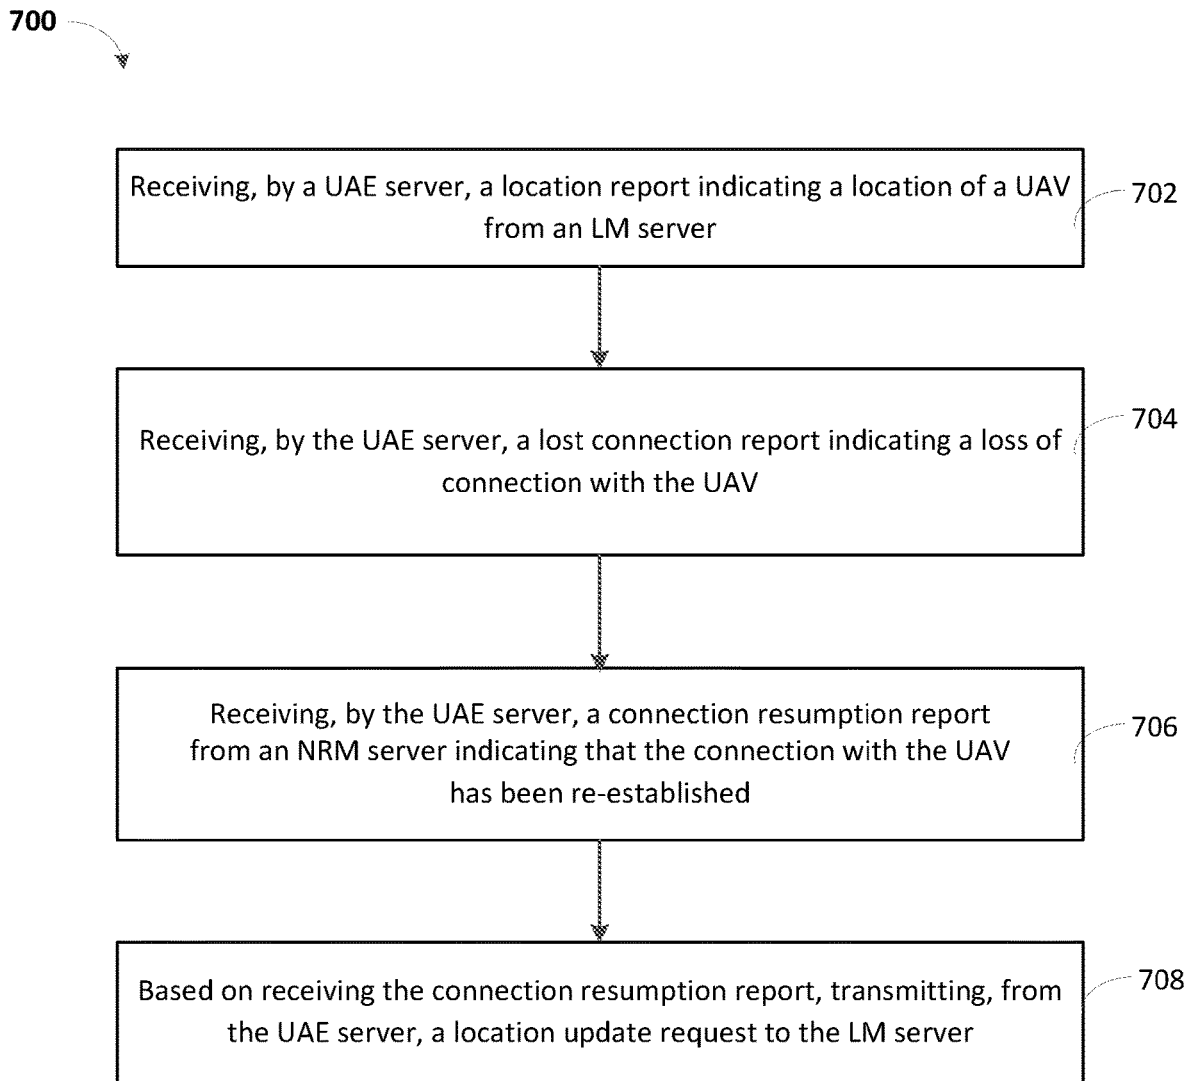 700
Receiving, by a UAE server, a location report indicating a location of a UAV
from an LM server
702
Receiving, by the UAE server, a lost connection report indicating a loss of
connection with the UAV
704
Receiving, by the UAE server, a connection resumption report
from an NRM server indicating that the connection with the UAV
has been re-established
706
Based on receiving the connection resumption report, transmitting, from
the UAE server, a location update request to the LM server
708